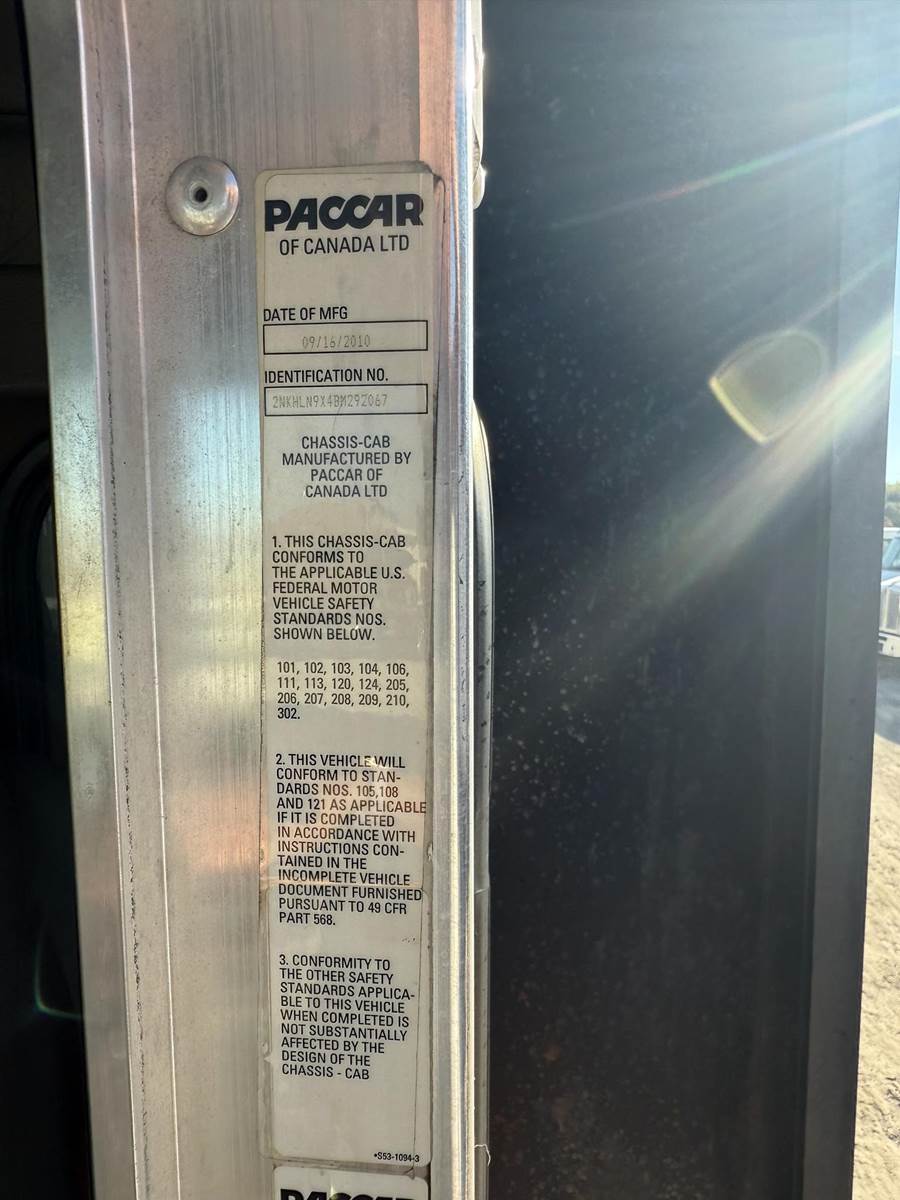 PACCAR
OF CANADA LTD
DATE OF MFG
09/16/2010
IDENTIFICATION NO.
2NKHLN9X4BM292067
CHASSIS-CAB
MANUFACTURED BY
PACCAR OF
CANADA LTD
1. THIS CHASSIS-CAB
CONFORMS TO
THE APPLICABLE U.S.
FEDERAL MOTOR
VEHICLE SAFETY
STANDARDS NOS.
SHOWN BELOW.
101, 102, 103, 104, 106,
111, 113, 120, 124, 205,
206, 207, 208, 209, 210,
302.
2. THIS VEHICLE WILL
CONFORM TO STAN-
DARDS NOS. 105,108
AND 121 AS APPLICABLE
IF IT IS COMPLETED
IN ACCORDANCE WITH
INSTRUCTIONS CON-
TAINED IN THE
INCOMPLETE VEHICLE
DOCUMENT FURNISHED
PURSUANT TO 49 CFR
PART 568.
3. CONFORMITY TO
THE OTHER SAFETY
STANDARDS APPLICA-
BLE TO THIS VEHICLE
WHEN COMPLETED IS
NOT SUBSTANTIALLY
AFFECTED BY THE
DESIGN OF THE
CHASSIS - CAB
*S53-1094-3
PACCAR